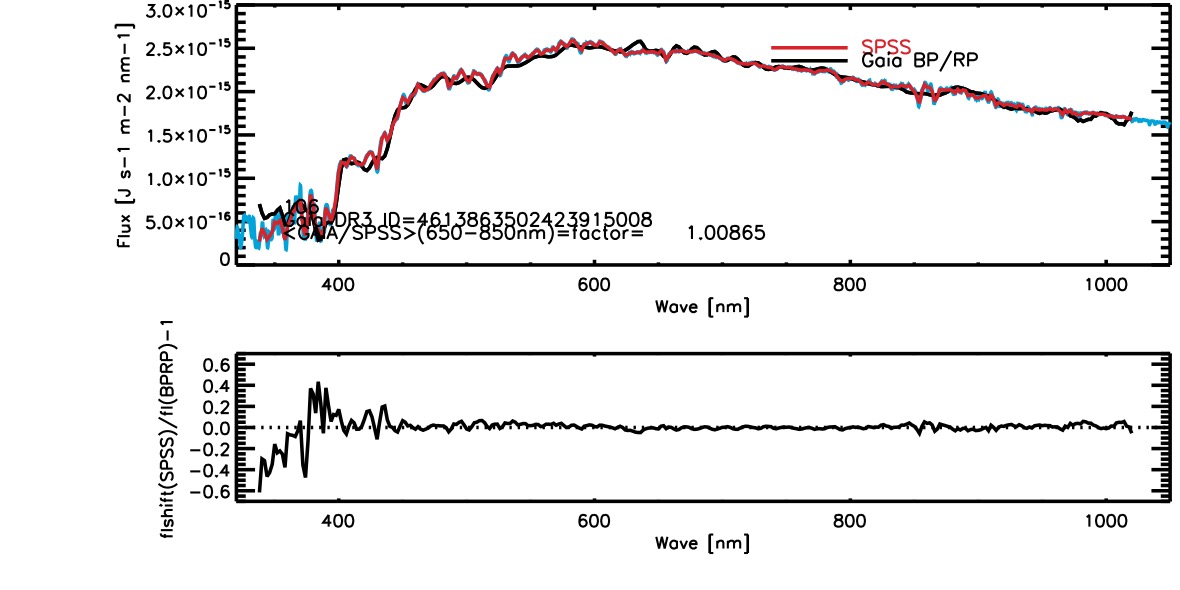 3.0×10−15
2.5×10−15
2.0×10−15
1.5×10−15
1.0×10−15
5.0×10−16
0
Flux [J s−1 m−2 nm−1]
SPSS
Gaia BP/RP
106
Gaia DR3 ID=4613863502423915008
<GAIA/SPSS>(650−850nm)=factor= 1.00865
400 600 800 1000
Wave [nm]
0.6
0.4
0.2
0.0
−0.2
−0.4
−0.6
flshift(SPSS)/fl(BPRP)−1
400 600 800 1000
Wave [nm]